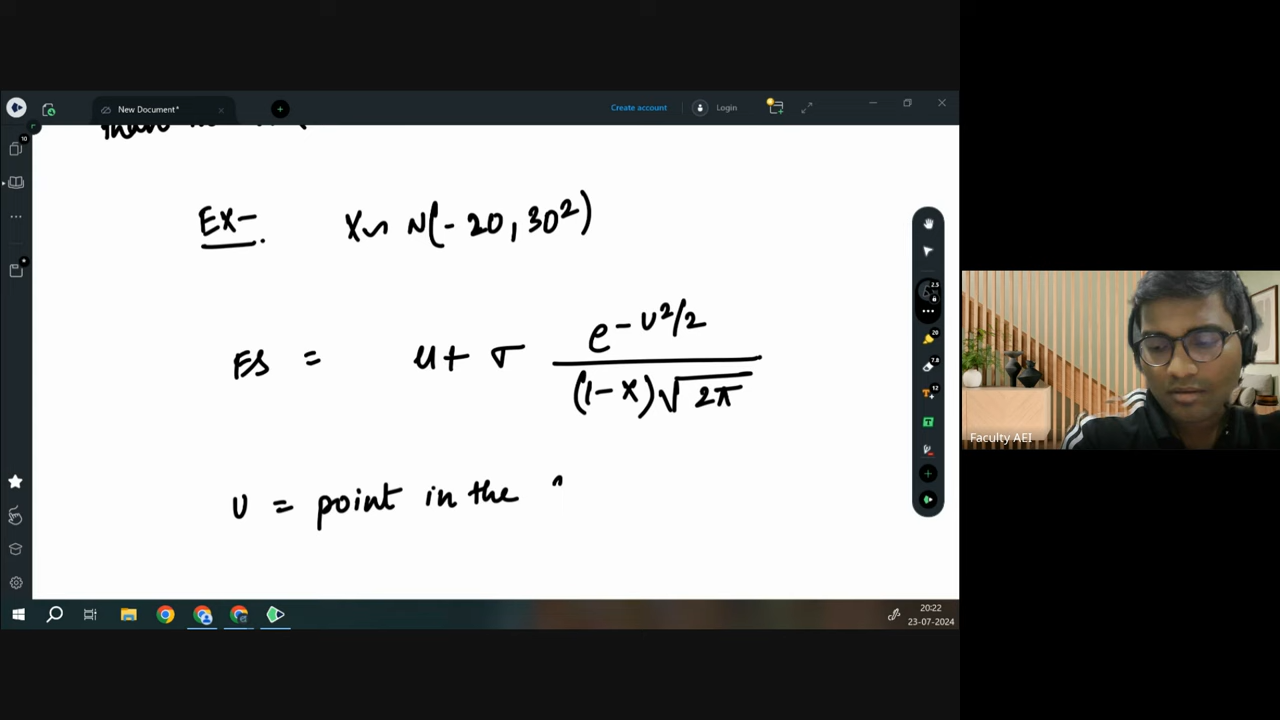 New Document*
Create account
Login
EX- X ~ N(-20, 30²)
ES = μ + σ e^{-U²/2} / (1-X)√2π
U = point in the
Faculty AEI
20:22
23-07-2024